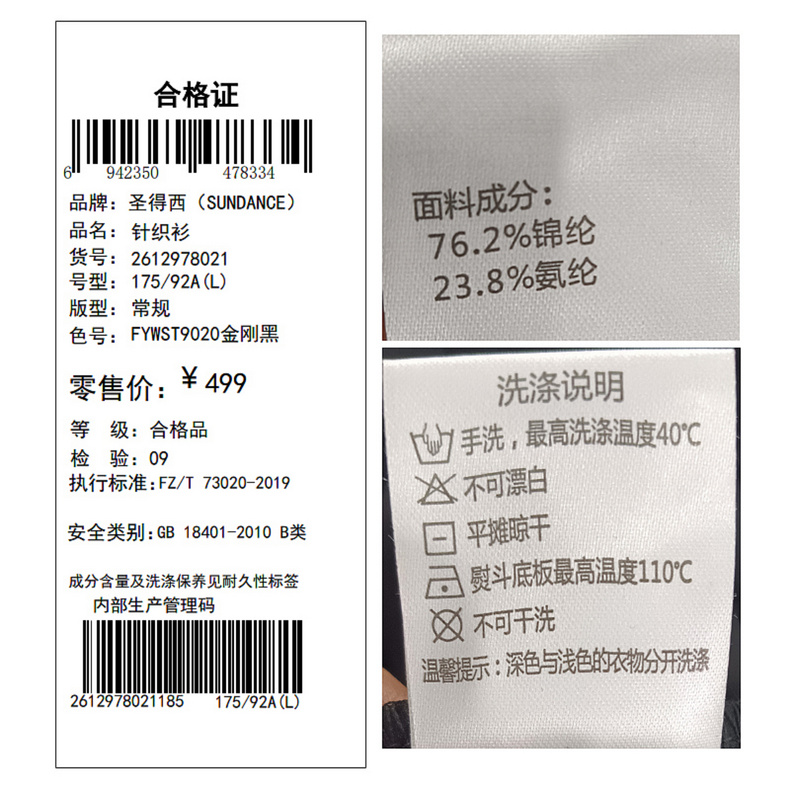 合格证
6 942350 478334
品牌：圣得西（SUNDANCE）
品名：针织衫
货号：2612978021
号型：175/92A(L)
版型：常规
色号：FYWST9020金刚黑
零售价：¥499
等 级：合格品
检 验：09
执行标准：FZ/T 73020-2019
安全类别：GB 18401-2010 B类
成分含量及洗涤保养见耐久性标签
内部生产管理码
2612978021185 175/92A(L)
面料成分：
76.2%锦纶
23.8%氨纶
洗涤说明
手洗，最高洗涤温度40℃
不可漂白
平摊晾干
熨斗底板最高温度110℃
不可干洗
温馨提示：深色与浅色的衣物分开洗涤